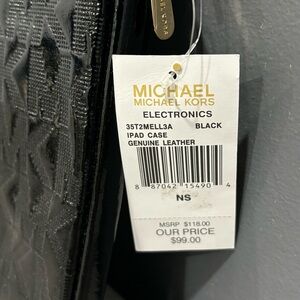 MICHAEL
MICHAEL KORS
ELECTRONICS
35T2MELL3A BLACK
IPAD CASE
GENUINE LEATHER
8 87042 15490 4
NS
MSRP $118.00
OUR PRICE
$99.00